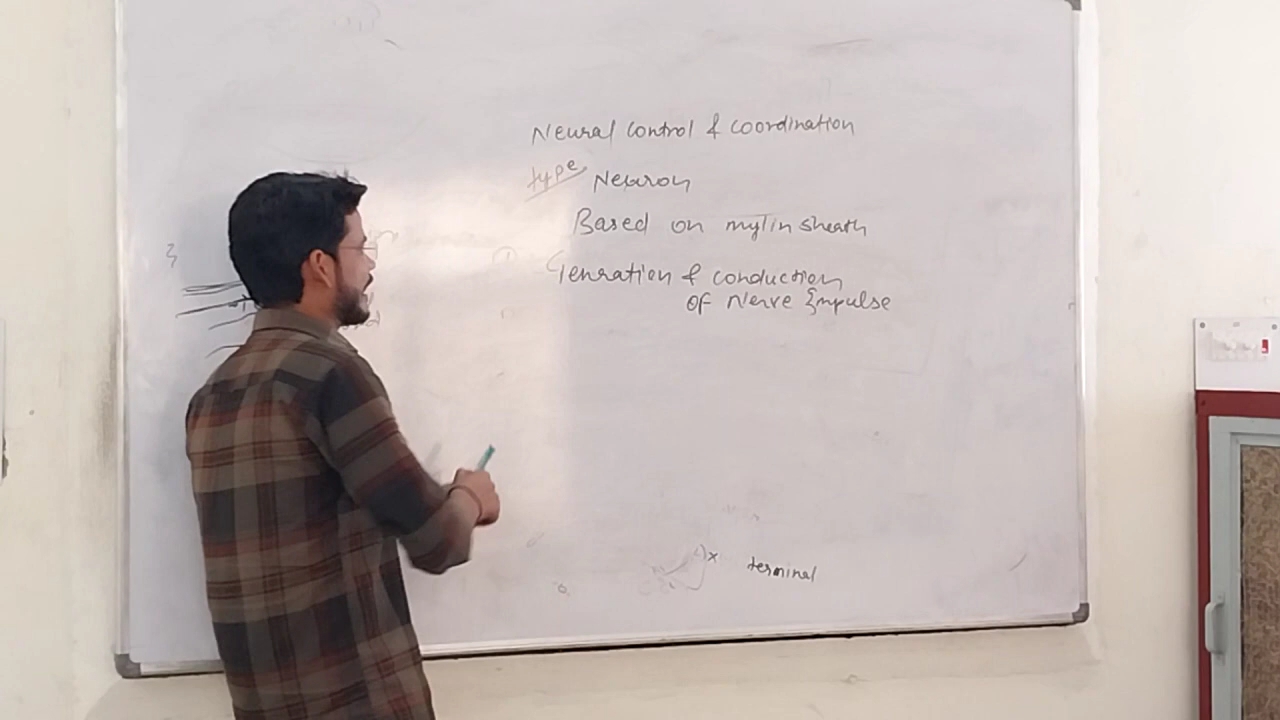 Neural control & coordination
type Neuron
Based on mylin sheath
Genration & conduction
of Nerve Impulse
x terminal